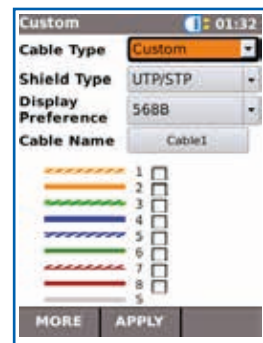 Custom 01:32
Cable Type Custom
Shield Type UTP/STP
Display
Preference 568B
Cable Name Cable1
1
2
3
4
5
6
7
8
S
MORE APPLY